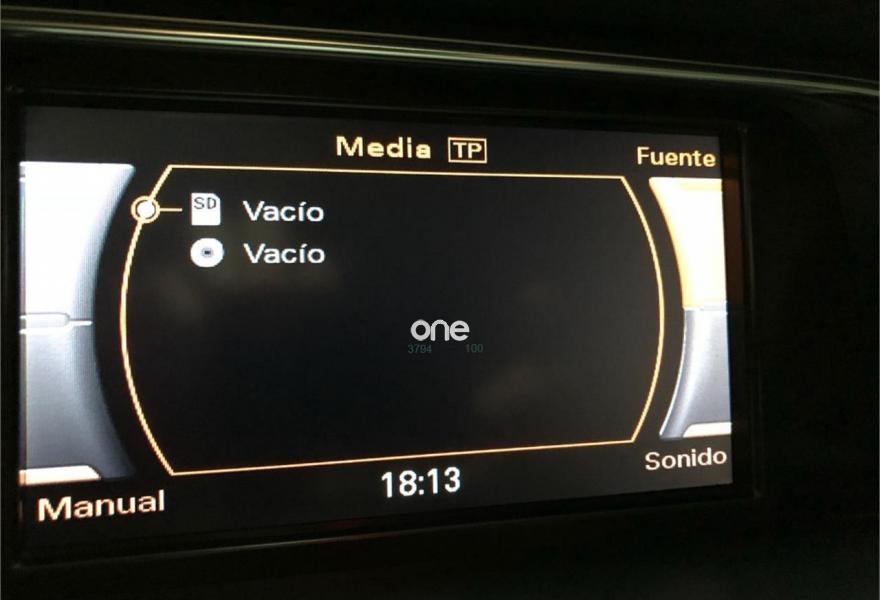 Media TP
Fuente
SD Vacío
Vacío
one
3794 100
18:13
Sonido
Manual